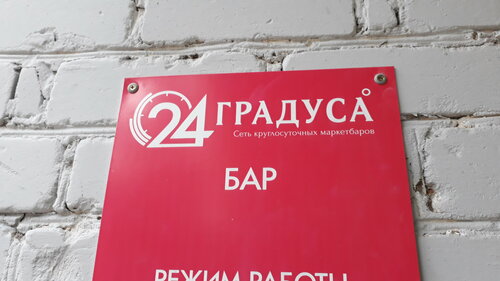 24 ГРАДУСА°
Сеть круглосуточных маркетбаров
БАР
РЕЖИМ РАБОТЫ